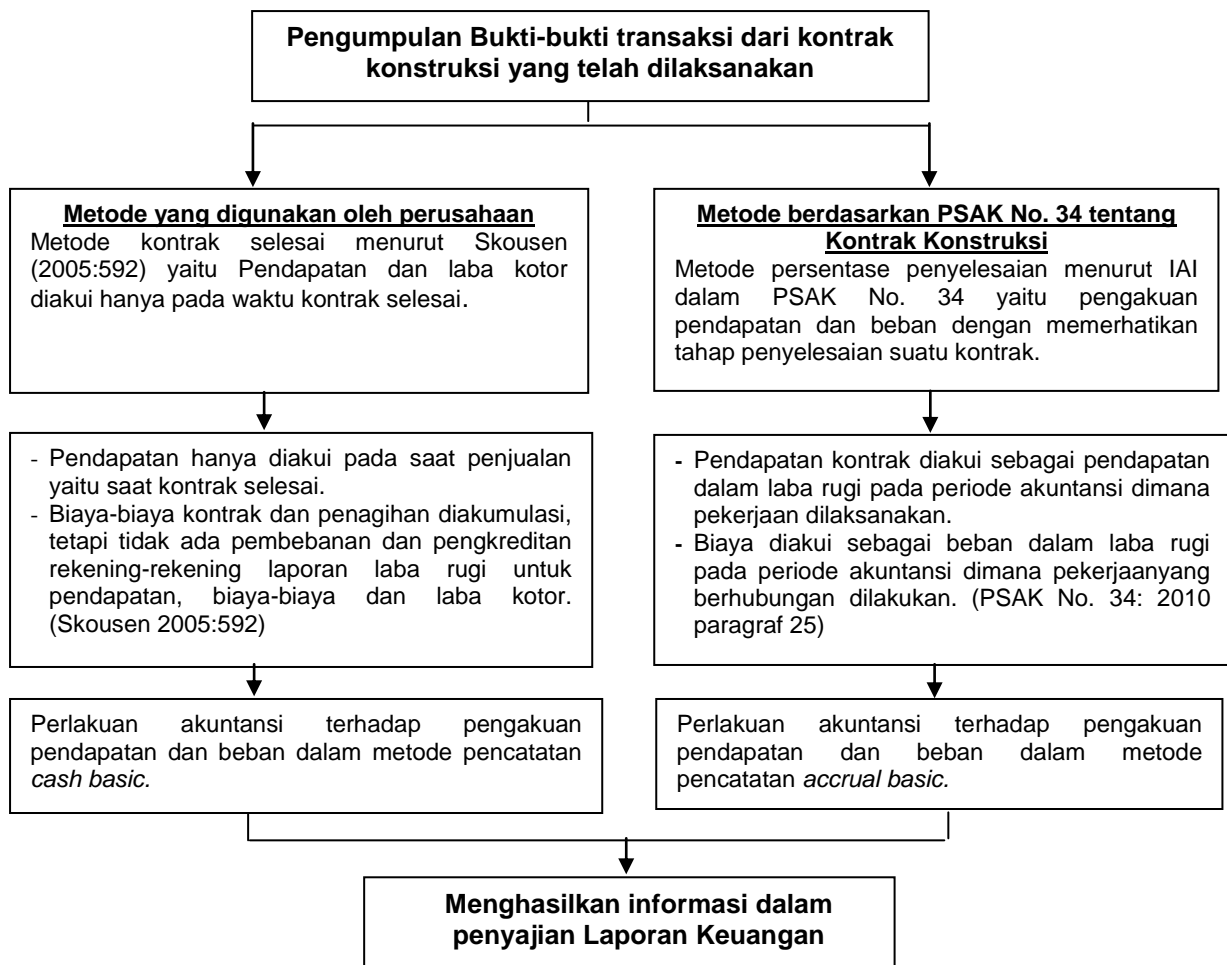 Pengumpulan Bukti-bukti transaksi dari kontrak
konstruksi yang telah dilaksanakan
Metode yang digunakan oleh perusahaan
Metode kontrak selesai menurut Skousen
(2005:592) yaitu Pendapatan dan laba kotor
diakui hanya pada waktu kontrak selesai.
Metode berdasarkan PSAK No. 34 tentang
Kontrak Konstruksi
Metode persentase penyelesaian menurut IAI
dalam PSAK No. 34 yaitu pengakuan
pendapatan dan beban dengan memerhatikan
tahap penyelesaian suatu kontrak.
- Pendapatan hanya diakui pada saat penjualan
yaitu saat kontrak selesai.
- Biaya-biaya kontrak dan penagihan diakumulasi,
tetapi tidak ada pembebanan dan pengkreditan
rekening-rekening laporan laba rugi untuk
pendapatan, biaya-biaya dan laba kotor.
(Skousen 2005:592)
- Pendapatan kontrak diakui sebagai pendapatan
dalam laba rugi pada periode akuntansi dimana
pekerjaan dilaksanakan.
- Biaya diakui sebagai beban dalam laba rugi
pada periode akuntansi dimana pekerjaanyang
berhubungan dilakukan. (PSAK No. 34: 2010
paragraf 25)
Perlakuan akuntansi terhadap pengakuan
pendapatan dan beban dalam metode pencatatan
cash basic.
Perlakuan akuntansi terhadap pengakuan
pendapatan dan beban dalam metode
pencatatan accrual basic.
Menghasilkan informasi dalam
penyajian Laporan Keuangan